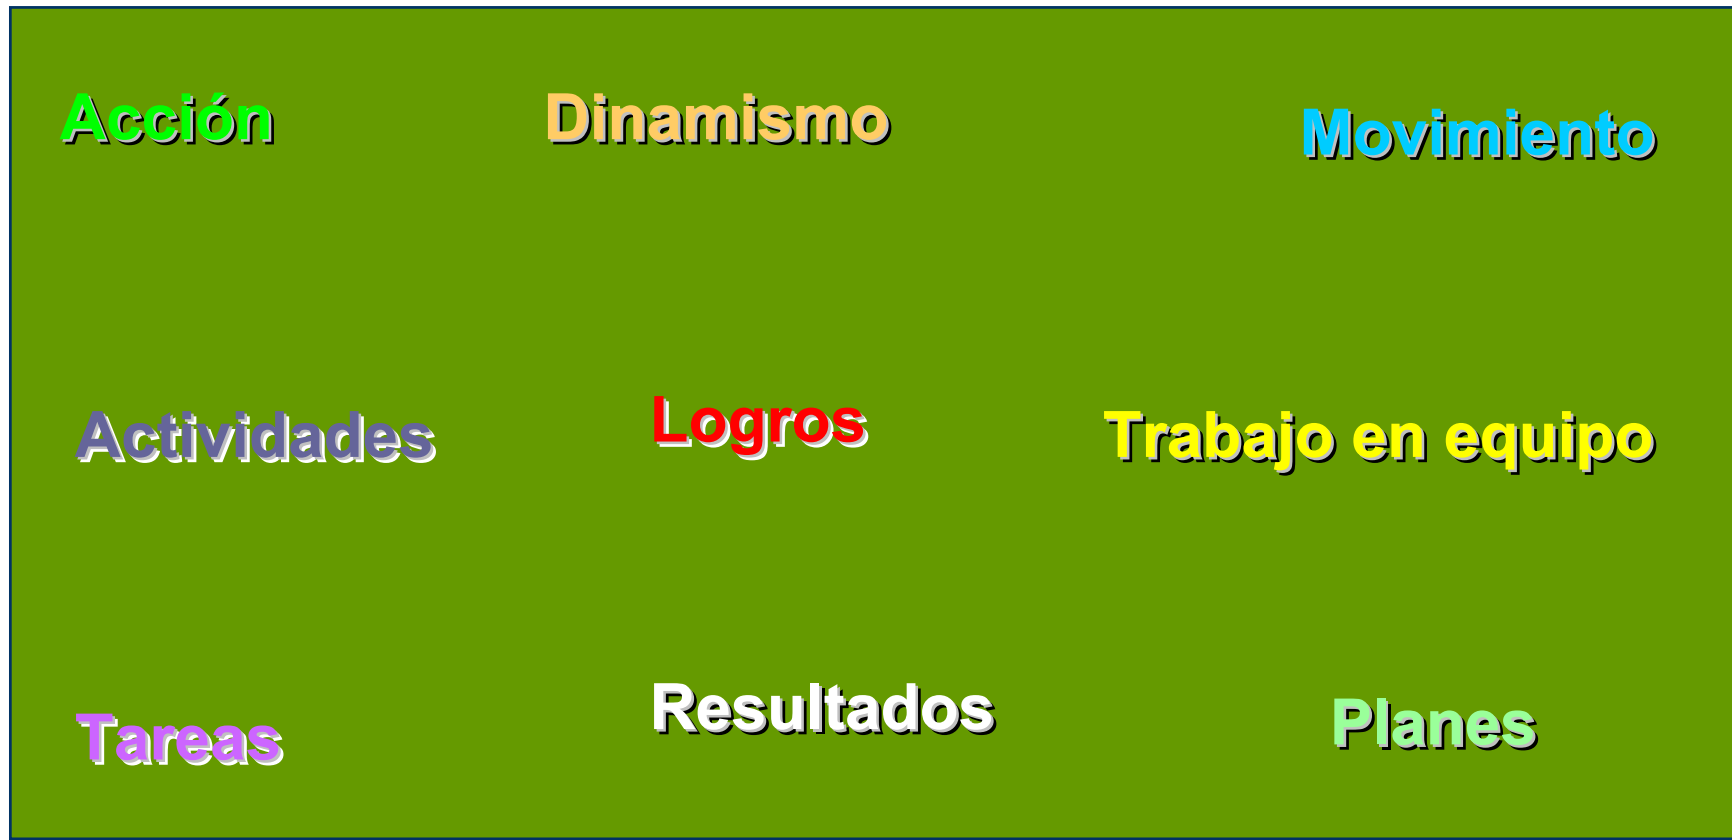 Acción
Dinamismo
Movimiento
Actividades
Logros
Trabajo en equipo
Tareas
Resultados
Planes